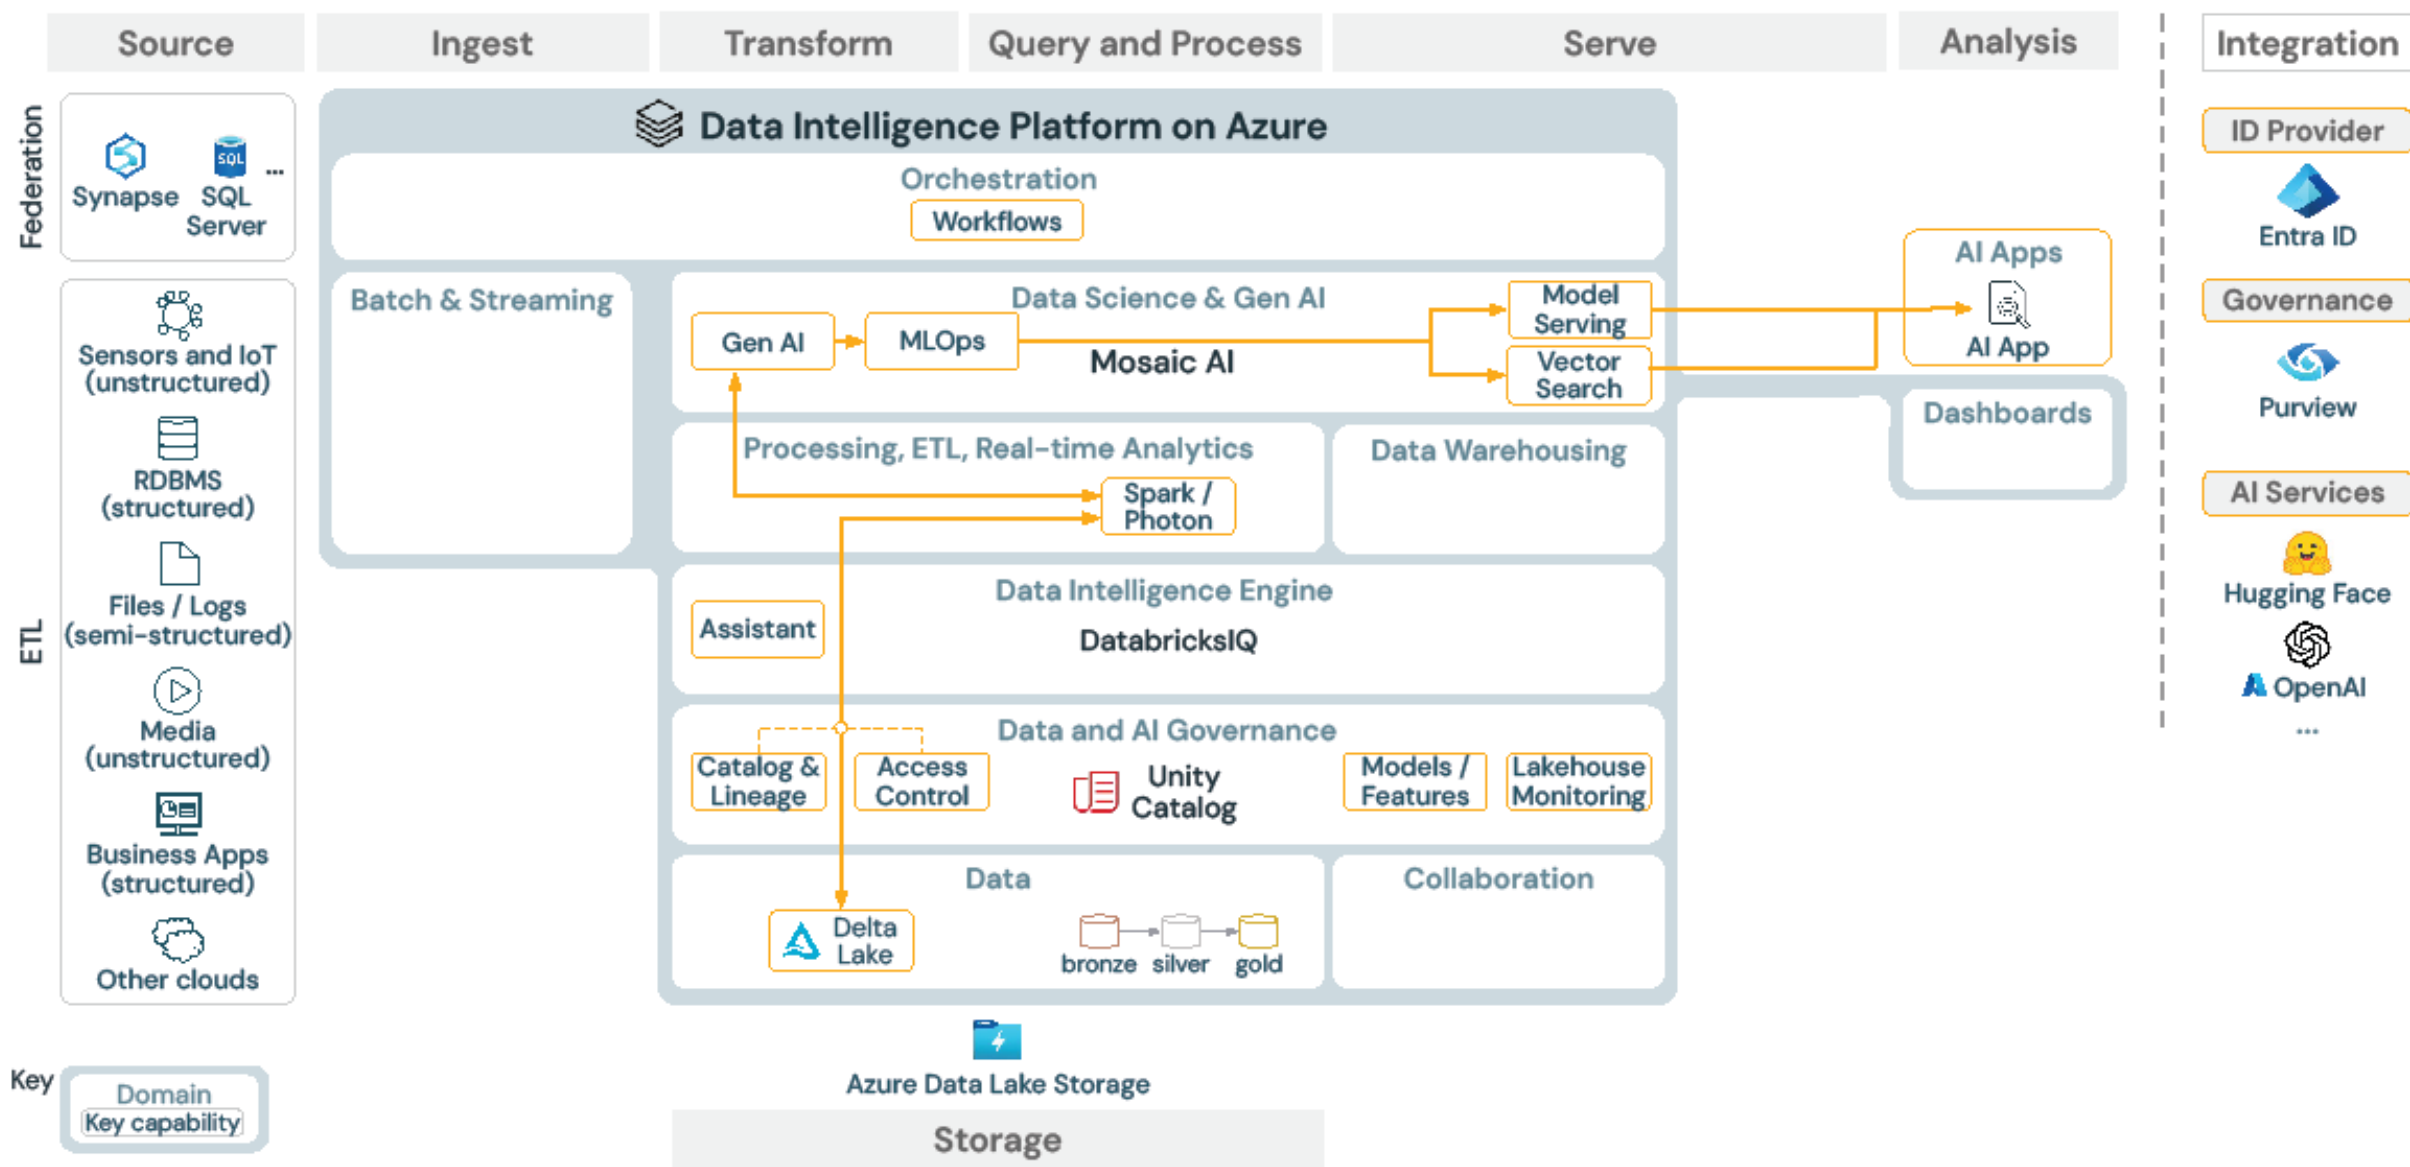 Source
Ingest
Transform
Query and Process
Serve
Analysis
Integration
Federation
Synapse
SQL
SQL
Server
...
ETL
Sensors and IoT
(unstructured)
RDBMS
(structured)
Files / Logs
(semi-structured)
Media
(unstructured)
Business Apps
(structured)
Other clouds
Data Intelligence Platform on Azure
Orchestration
Workflows
Batch & Streaming
Data Science & Gen AI
Gen AI
MLOps
Mosaic AI
Model
Serving
Vector
Search
Processing, ETL, Real-time Analytics
Spark /
Photon
Data Warehousing
Data Intelligence Engine
Assistant
DatabricksIQ
Data and AI Governance
Catalog &
Lineage
Access
Control
Unity
Catalog
Models /
Features
Lakehouse
Monitoring
Data
Delta
Lake
bronze
silver
gold
Collaboration
AI Apps
AI App
Dashboards
ID Provider
Entra ID
Governance
Purview
AI Services
Hugging Face
OpenAI
...
Azure Data Lake Storage
Storage
Key
Domain
Key capability